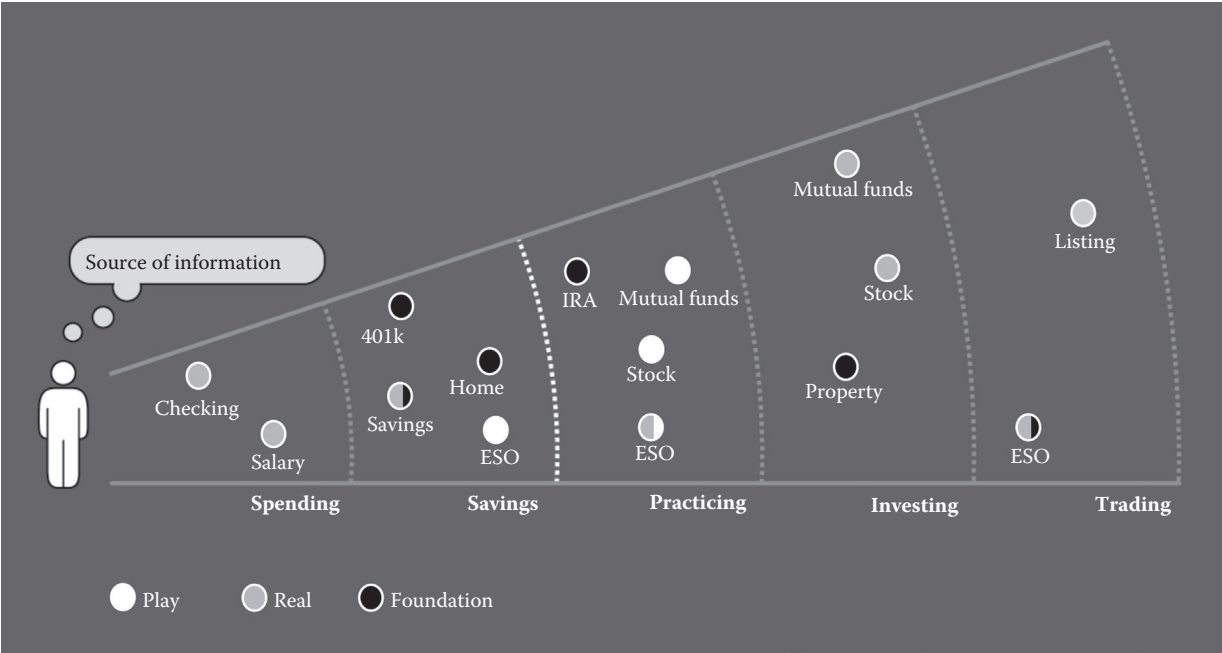 Source of information
Checking
Salary
401k
Home
Savings
ESO
IRA
Mutual funds
Stock
ESO
Mutual funds
Stock
Property
Listing
ESO
Spending
Savings
Practicing
Investing
Trading
Play
Real
Foundation